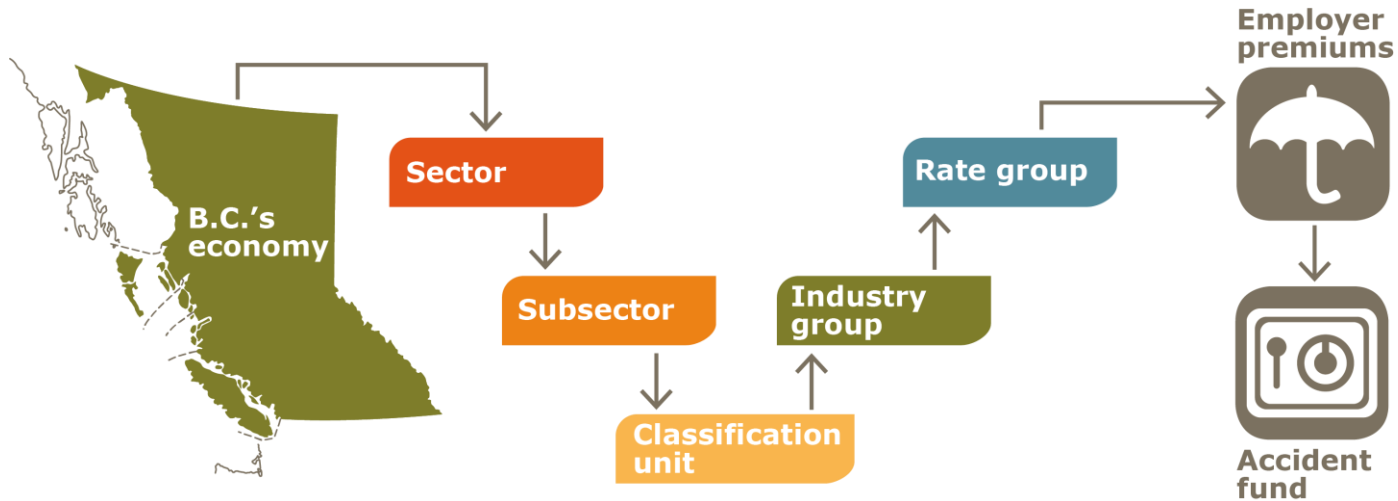 B.C.'s
economy
Sector
Subsector
Classification
unit
Industry
group
Rate group
Employer
premiums
Accident
fund